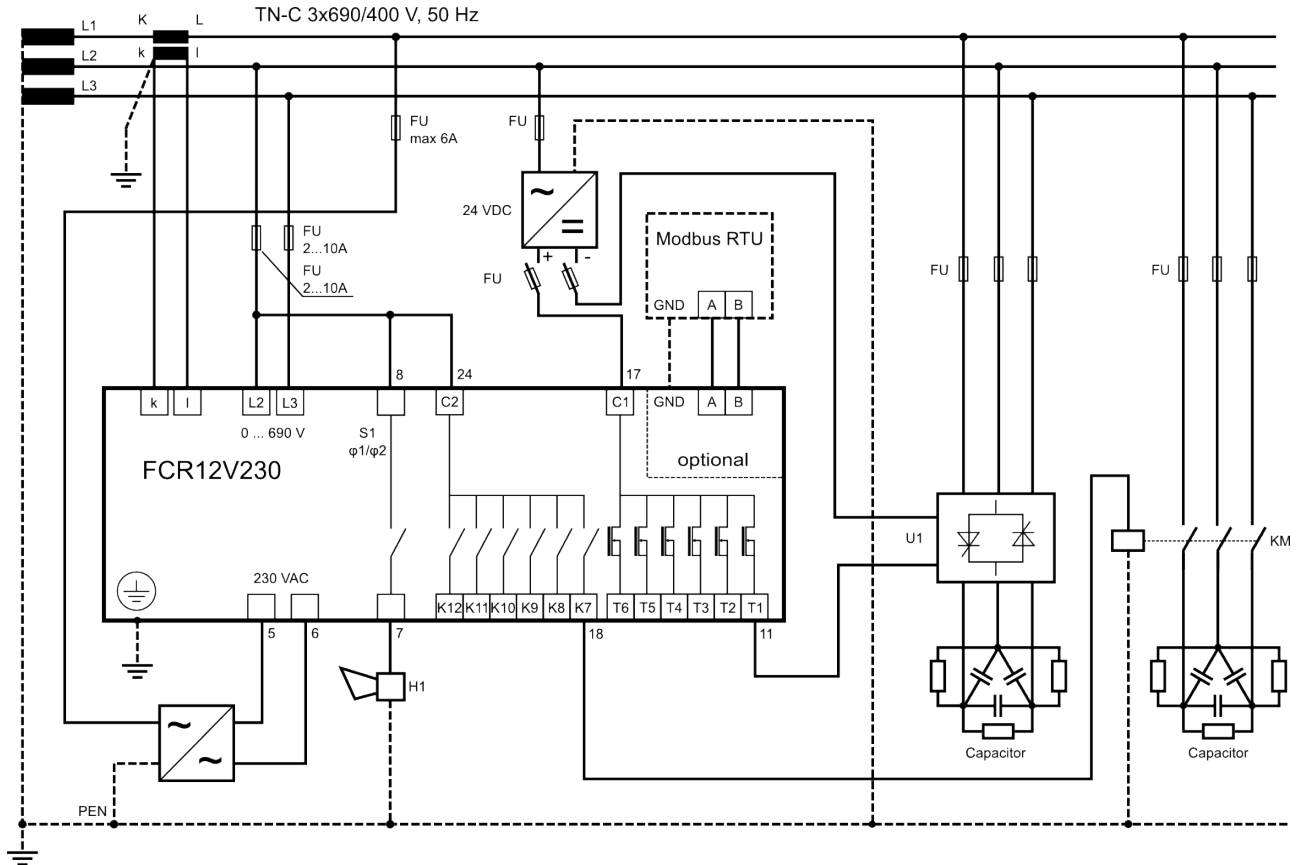 TN-C 3x690/400 V, 50 Hz
L1
K
L
L2
k
l
L3
FU
max 6A
FU
24 VDC
FU
2...10A
FU
2...10A
+
-
FU
Modbus RTU
GND
A
B
FU
FU
8
24
17
k
l
L2
L3
C2
C1
GND
A
B
0 ... 690 V
S1
φ1/φ2
optional
FCR12V230
U1
KM
230 VAC
K12
K11
K10
K9
K8
K7
T6
T5
T4
T3
T2
T1
5
6
7
18
11
H1
Capacitor
Capacitor
PEN